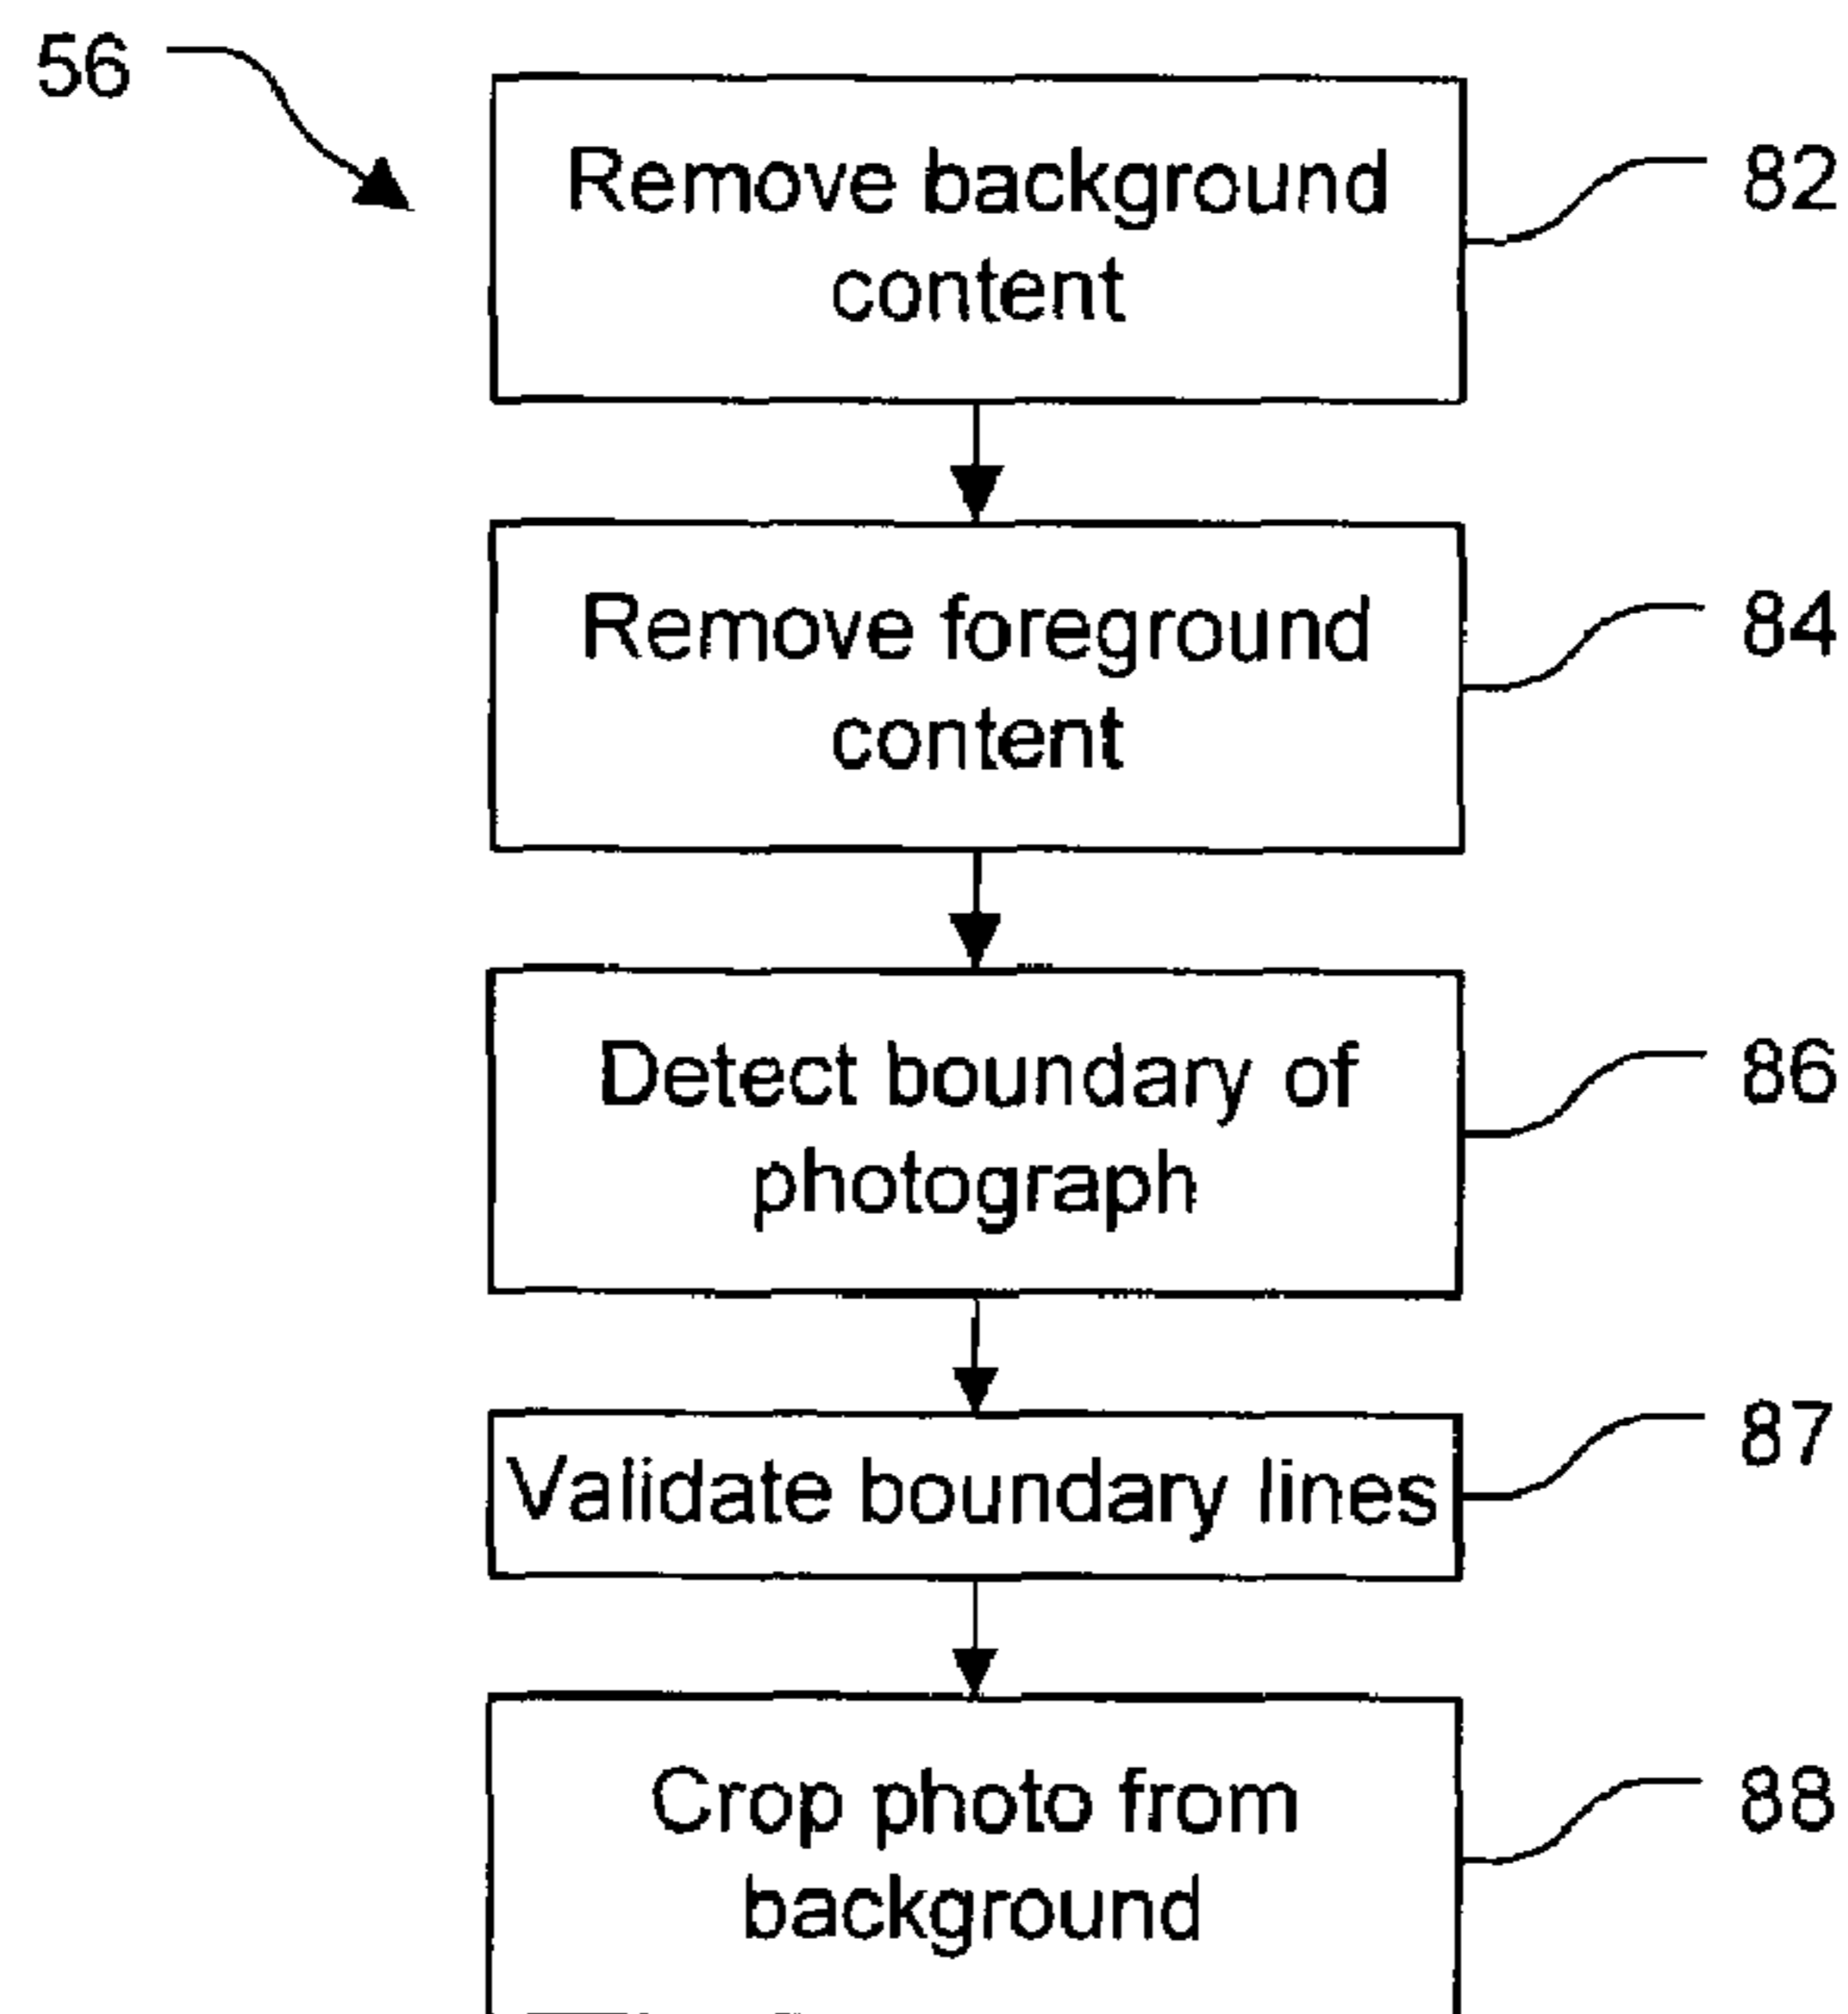 56
Remove background
content
82
Remove foreground
content
84
Detect boundary of
photograph
86
Validate boundary lines
87
Crop photo from
background
88